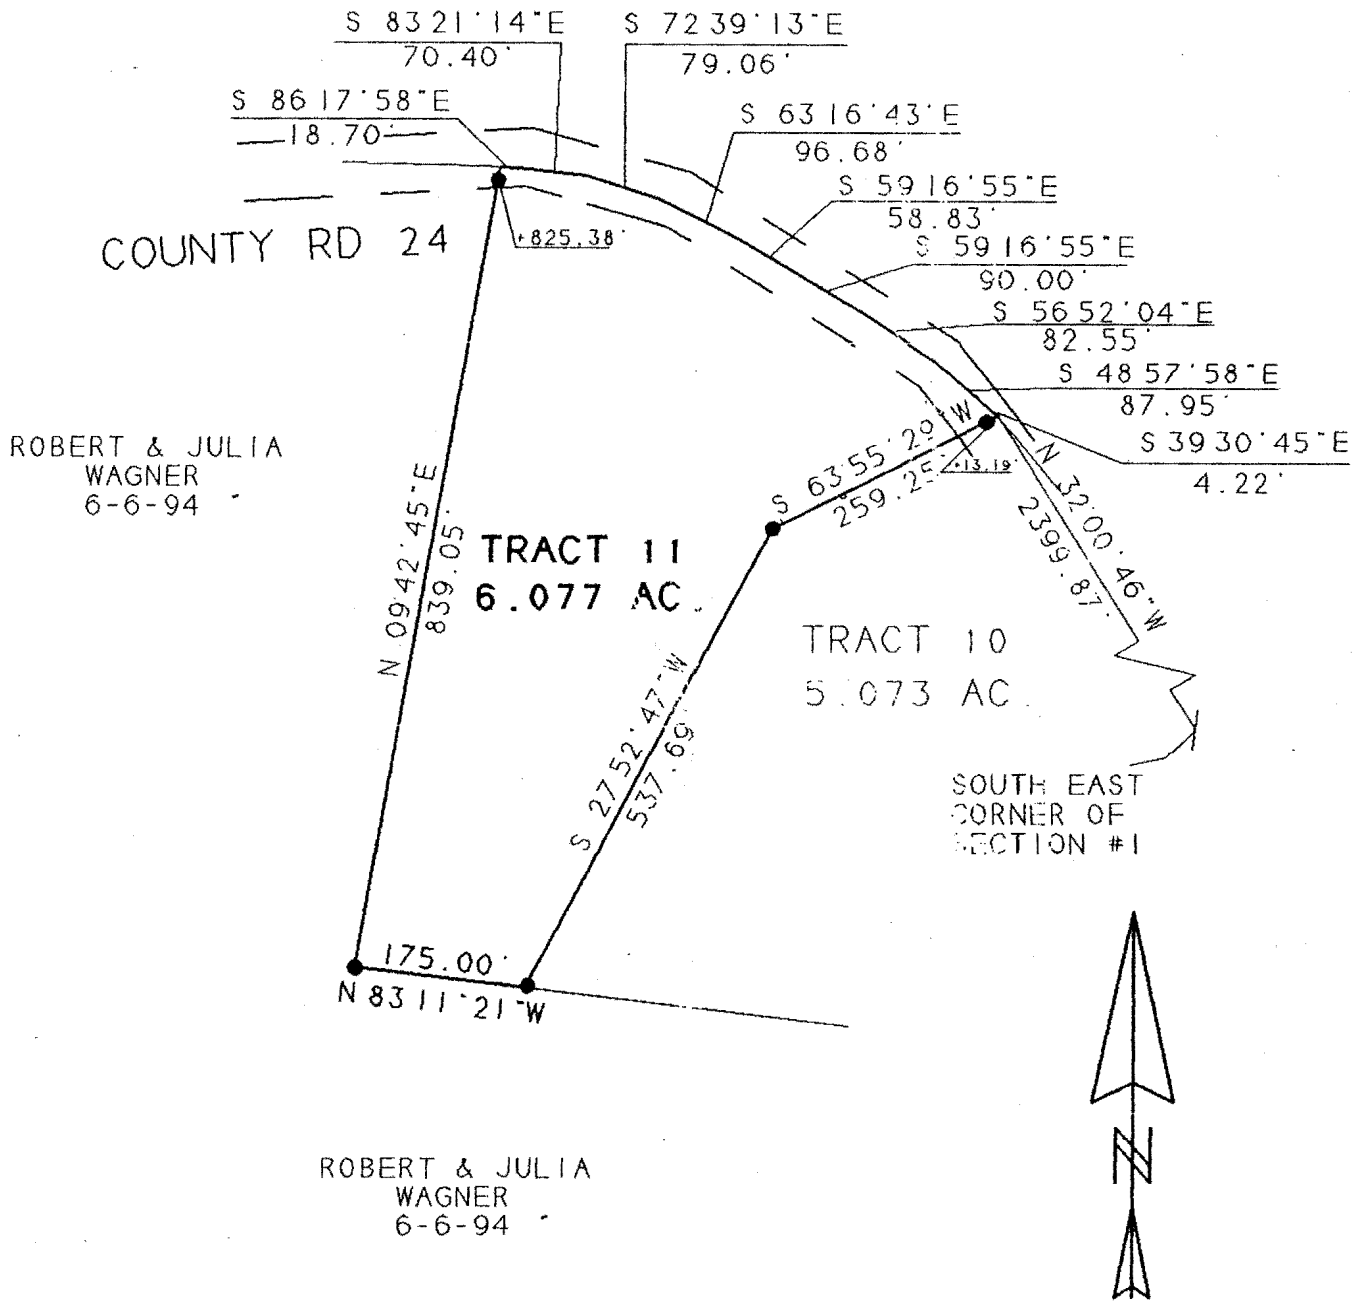 S 83 21 ' 14 " E
70.40 '
S 72 39 ' 13 " E
79.06 '
S 86 17 ' 58 " E
18.70 '
S 63 16 ' 43 ' E
96.68 '
S 59 16 ' 55 " E
58.83 '
S 59 16 ' 55 " E
90.00 '
S 56 52 ' 04 " E
82.55 '
S 48 57 ' 58 " E
87.95 '
S 39 30 ' 45 " E
4.22 '
COUNTY RD 24
+825.38 '
+13.19 '
ROBERT & JULIA
WAGNER
6-6-94
N 09 42 ' 45 " E
839.05 '
TRACT 11
6.077 AC.
S 63 55 ' 29 " W
259.25 '
N 32 00 ' 46 " W
2399.87 '
S 27 52 ' 47 " W
537.69 '
TRACT 10
5.073 AC.
SOUTH EAST
CORNER OF
SECTION #1
175.00 '
N 83 11 ' 21 " W
ROBERT & JULIA
WAGNER
6-6-94
N